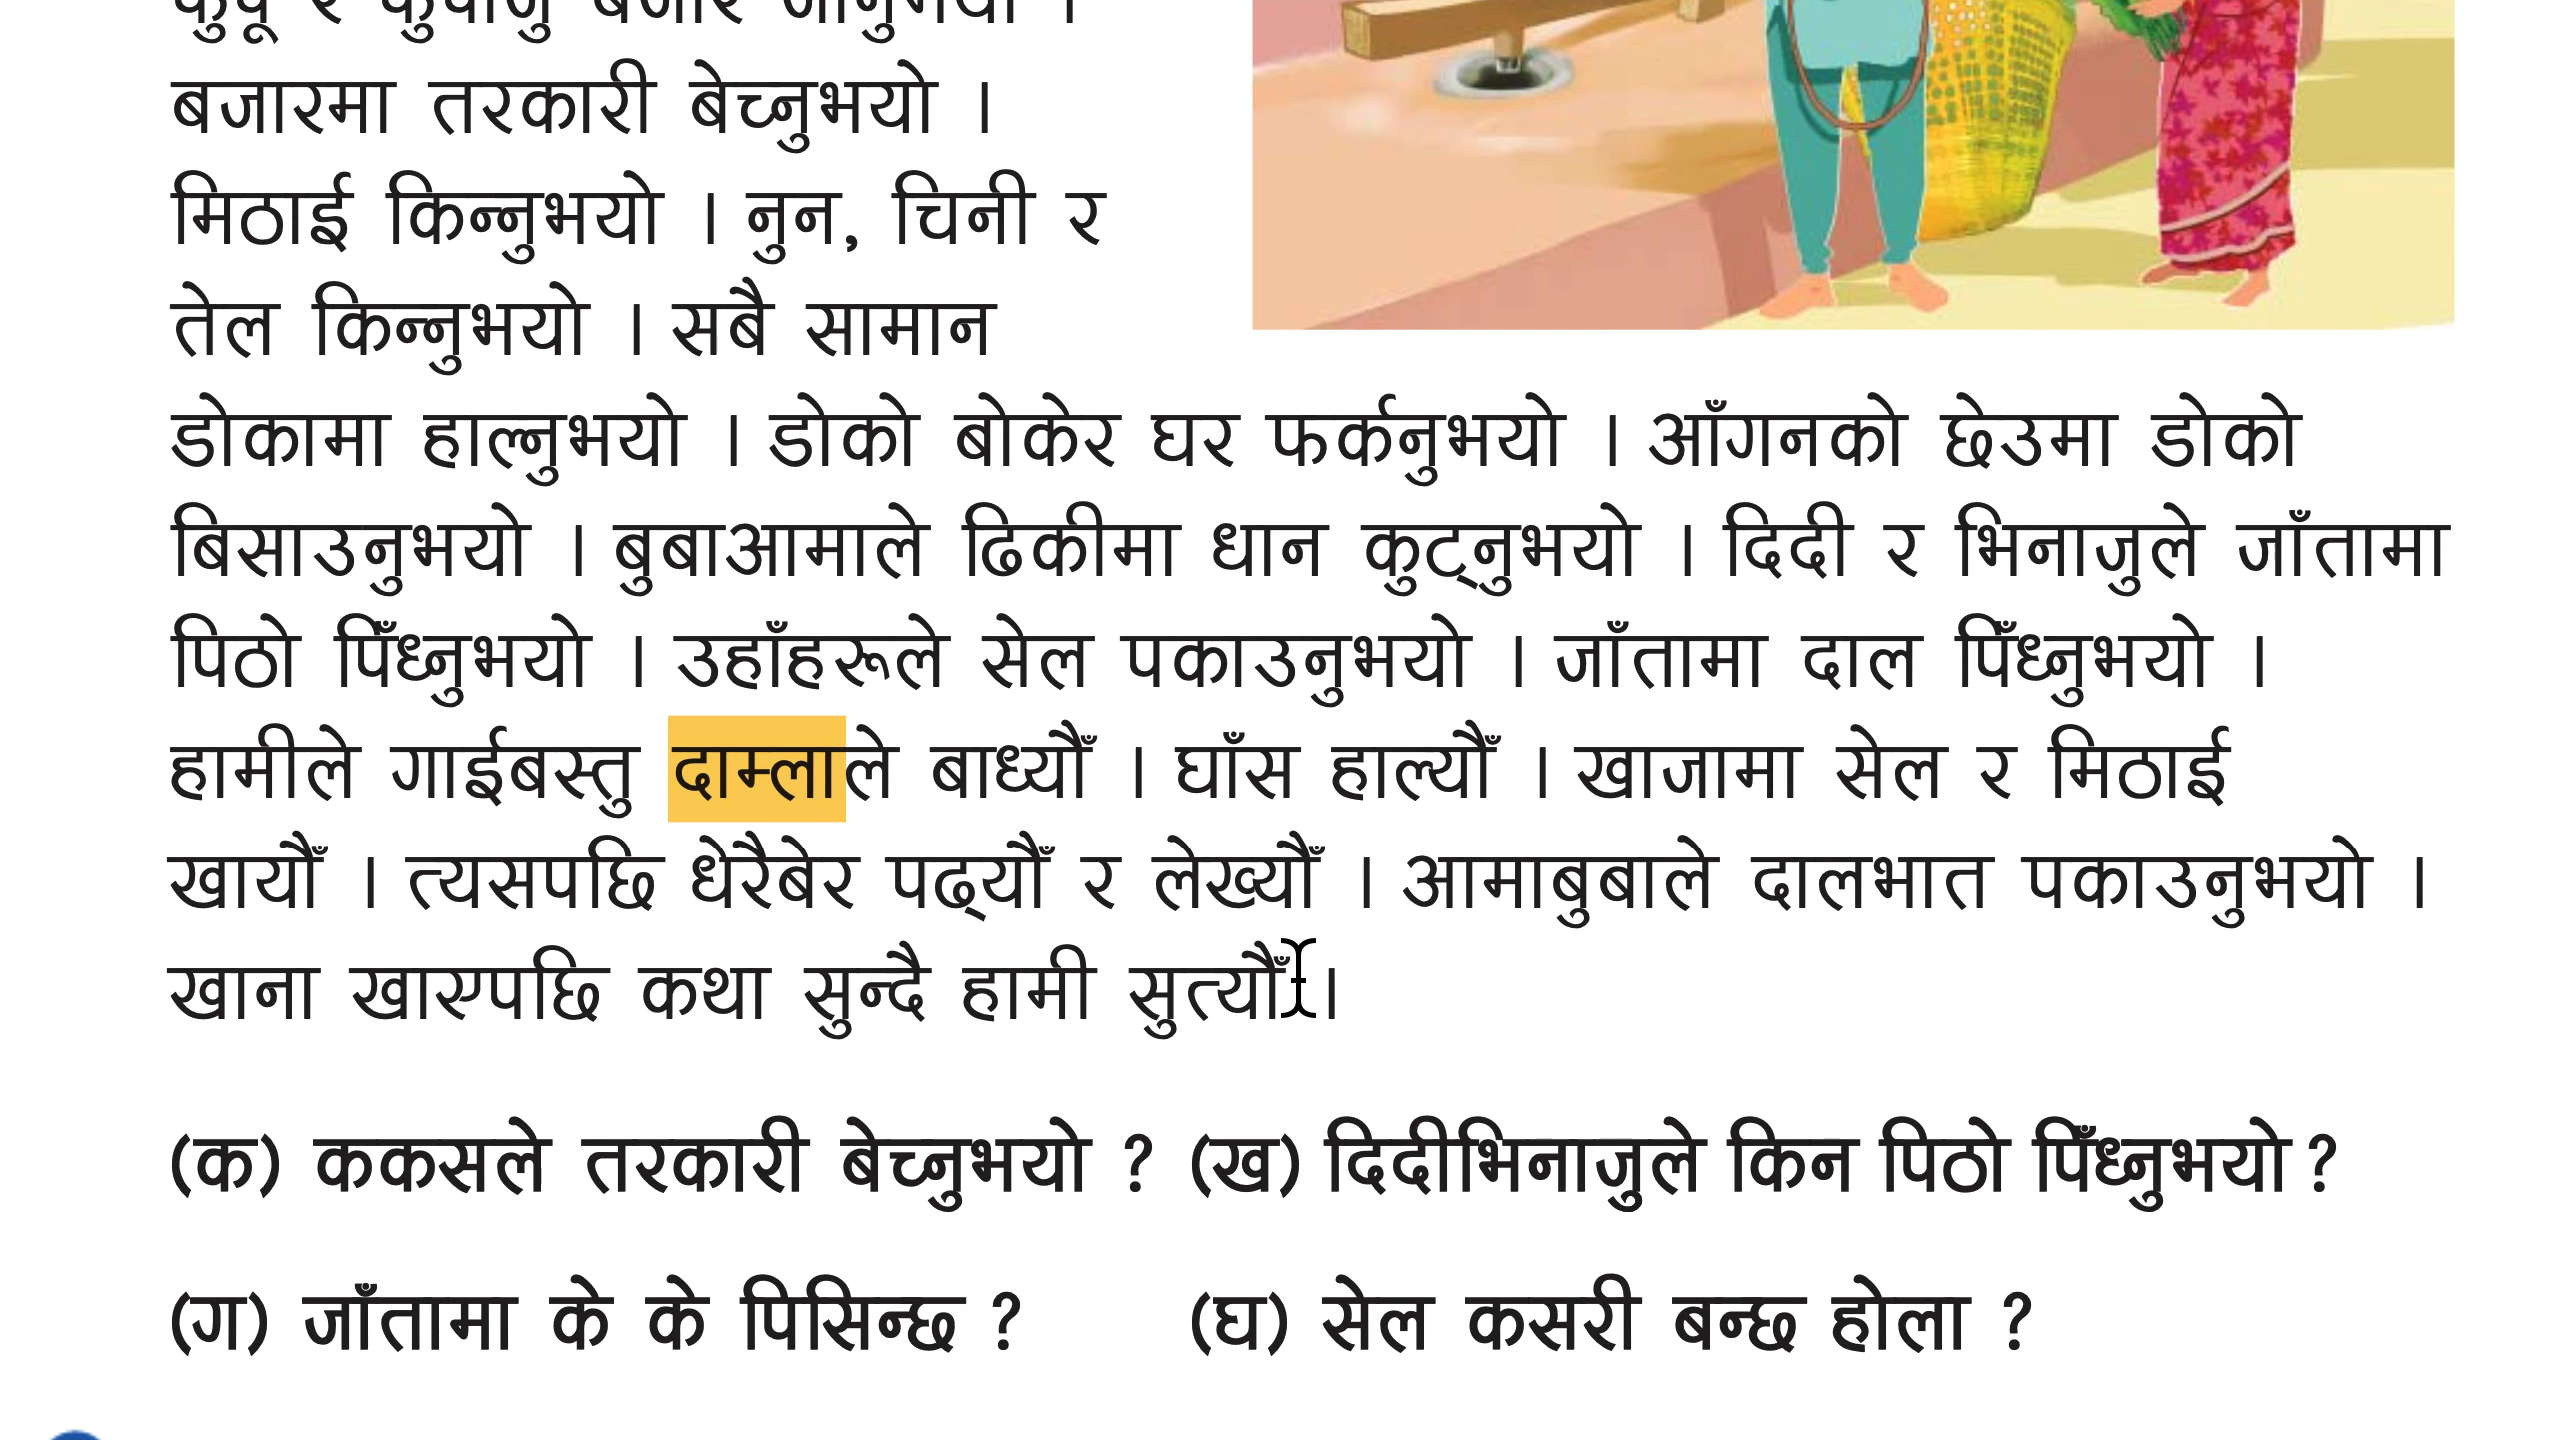 बजारमा तरकारी बेच्नुभयो ।
मिठाई किन्नुभयो । नुन, चिनी र
तेल किन्नुभयो । सबै सामान
डोकामा हाल्नुभयो । डोको बोकेर घर फर्कनुभयो । आँगनको छेउमा डोको
बिसाउनुभयो । बुबाआमाले ढिकीमा धान कुट्नुभयो । दिदी र भिनाजुले जाँतामा
पिठो पिँध्नुभयो । उहाँहरूले सेल पकाउनुभयो । जाँतामा दाल पिँध्नुभयो ।
हामीले गाईबस्तु दाम्लाले बाध्यौँ । घाँस हाल्यौँ । खाजामा सेल र मिठाई
खायौँ । त्यसपछि धेरैबेर पढ्यौँ र लेख्यौँ । आमाबुबाले दालभात पकाउनुभयो ।
खाना खाएपछि कथा सुन्दै हामी सुत्यौँ ।
(क) ककसले तरकारी बेच्नुभयो ? (ख) दिदीभिनाजुले किन पिठो पिँध्नुभयो ?
(ग) जाँतामा के के पिसिन्छ ? (घ) सेल कसरी बन्छ होला ?